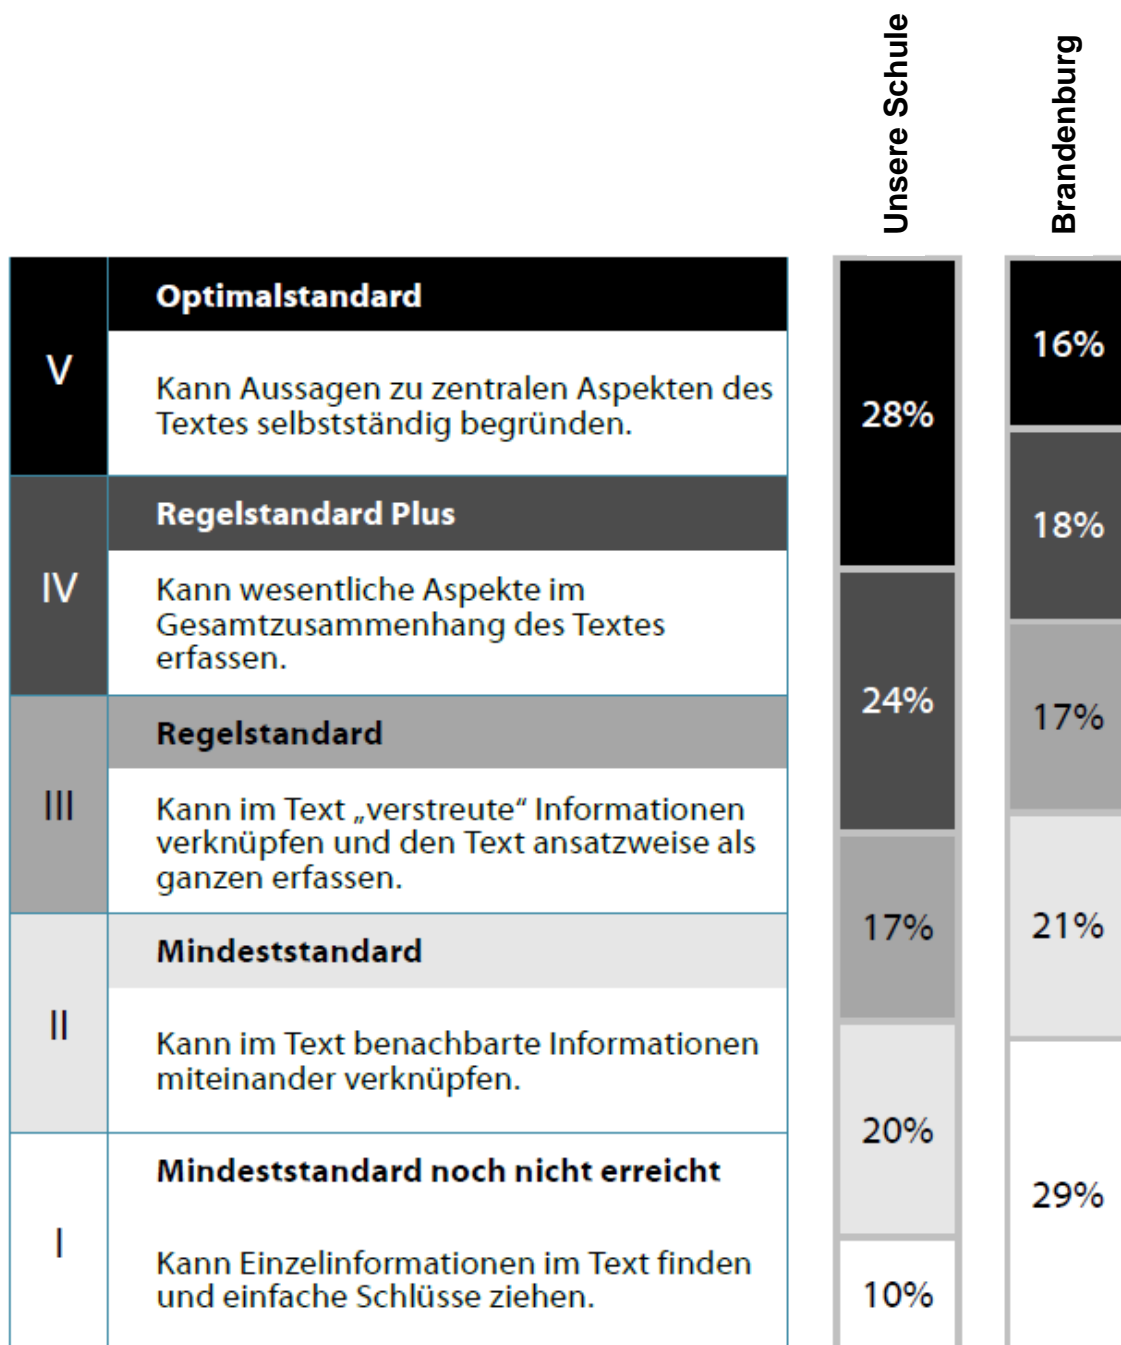 Unsere Schule
Brandenburg
V
Optimalstandard
Kann Aussagen zu zentralen Aspekten des
Textes selbstständig begründen.
IV
Regelstandard Plus
Kann wesentliche Aspekte im
Gesamtzusammenhang des Textes
erfassen.
III
Regelstandard
Kann im Text „verstreute“ Informationen
verknüpfen und den Text ansatzweise als
ganzen erfassen.
II
Mindeststandard
Kann im Text benachbarte Informationen
miteinander verknüpfen.
I
Mindeststandard noch nicht erreicht
Kann Einzelinformationen im Text finden
und einfache Schlüsse ziehen.
28%
24%
17%
20%
10%
16%
18%
17%
21%
29%